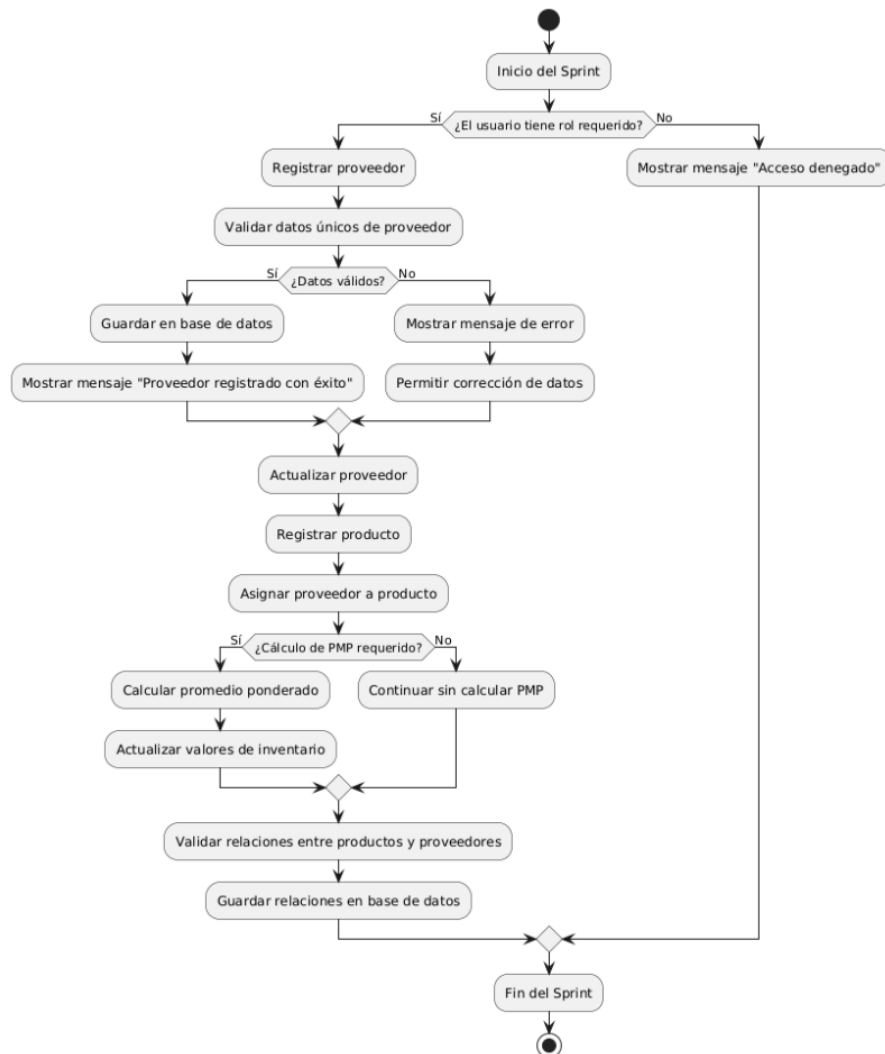 Inicio del Sprint
Sí
¿El usuario tiene rol requerido?
No
Registrar proveedor
Mostrar mensaje "Acceso denegado"
Validar datos únicos de proveedor
Sí
¿Datos válidos?
No
Guardar en base de datos
Mostrar mensaje de error
Mostrar mensaje "Proveedor registrado con éxito"
Permitir corrección de datos
Actualizar proveedor
Registrar producto
Asignar proveedor a producto
Sí
¿Cálculo de PMP requerido?
No
Calcular promedio ponderado
Continuar sin calcular PMP
Actualizar valores de inventario
Validar relaciones entre productos y proveedores
Guardar relaciones en base de datos
Fin del Sprint